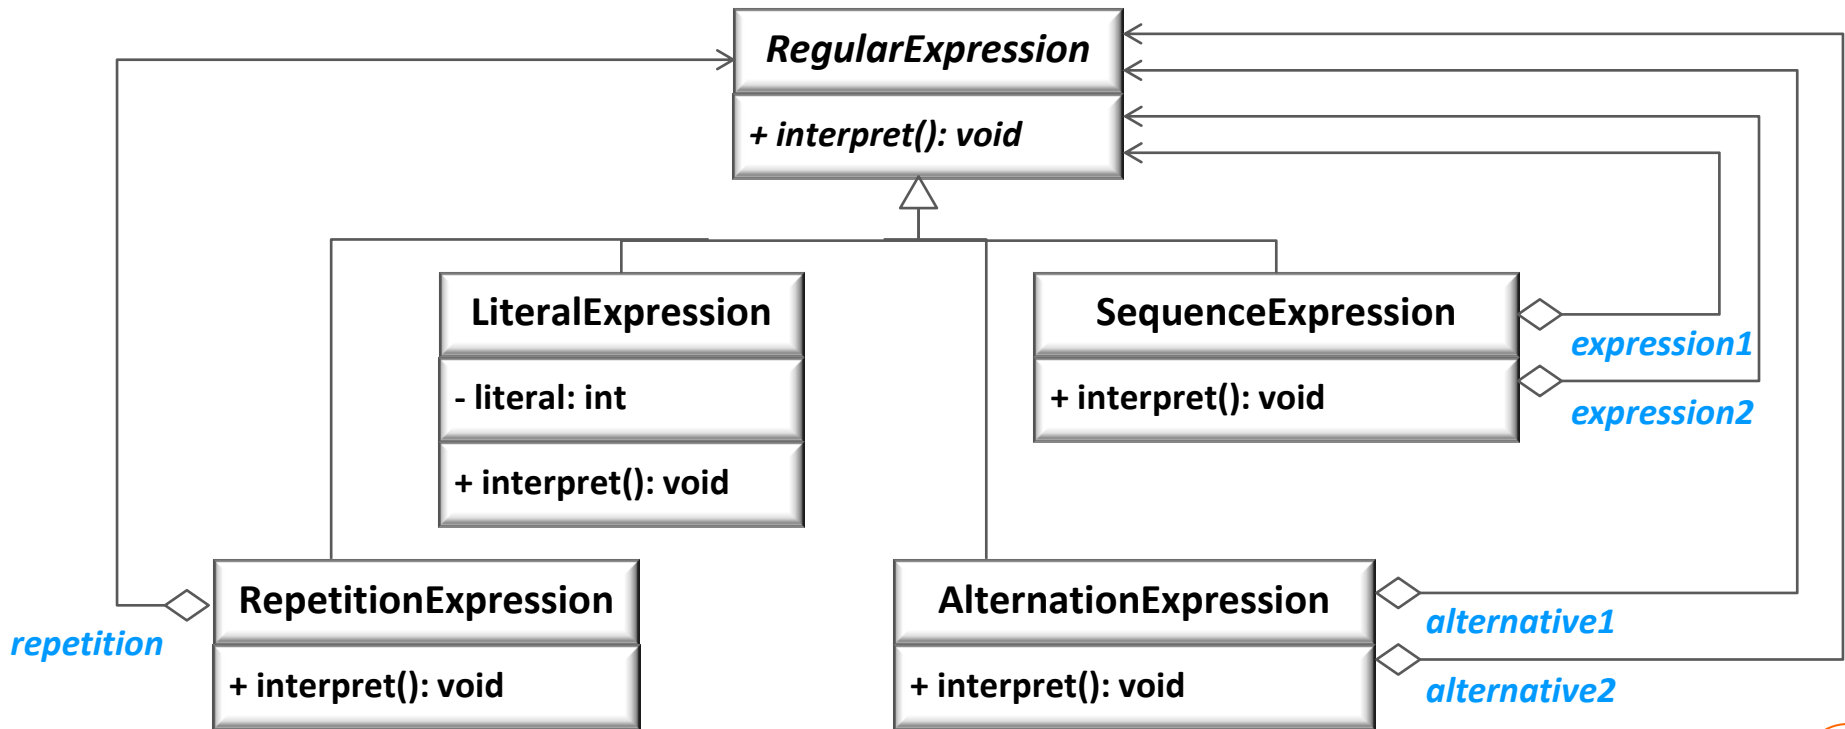 RegularExpression
+ interpret(): void
LiteralExpression
- literal: int
+ interpret(): void
SequenceExpression
+ interpret(): void
expression1
expression2
RepetitionExpression
+ interpret(): void
repetition
AlternationExpression
+ interpret(): void
alternative1
alternative2